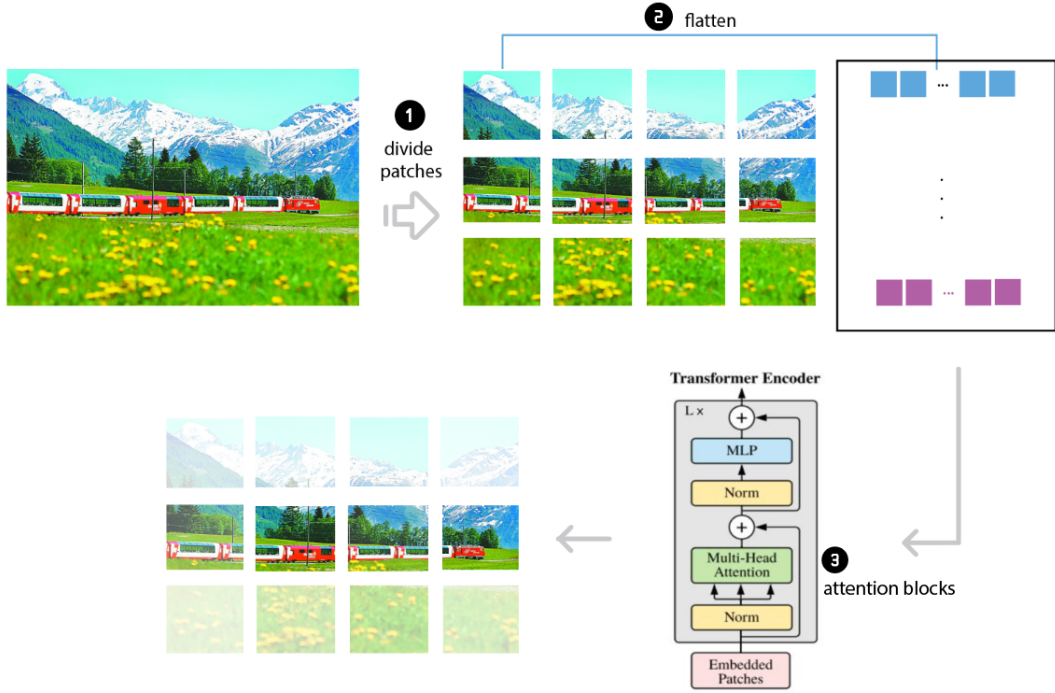 2 flatten
1
divide
patches
...
...
Transformer Encoder
L ×
+
MLP
Norm
+
Multi-Head
Attention
3
attention blocks
Norm
Embedded
Patches